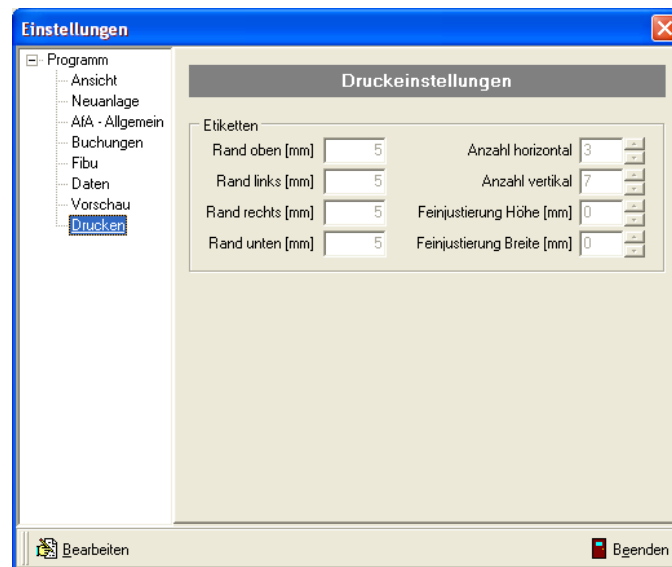 Einstellungen
Programm
Ansicht
Neuanlage
AfA - Allgemein
Buchungen
Fibu
Daten
Vorschau
Drucken
Druckeinstellungen
Etiketten
Rand oben [mm] 5 Anzahl horizontal 3
Rand links [mm] 5 Anzahl vertikal 7
Rand rechts [mm] 5 Feinjustierung Höhe [mm] 0
Rand unten [mm] 5 Feinjustierung Breite [mm] 0
Bearbeiten Beenden